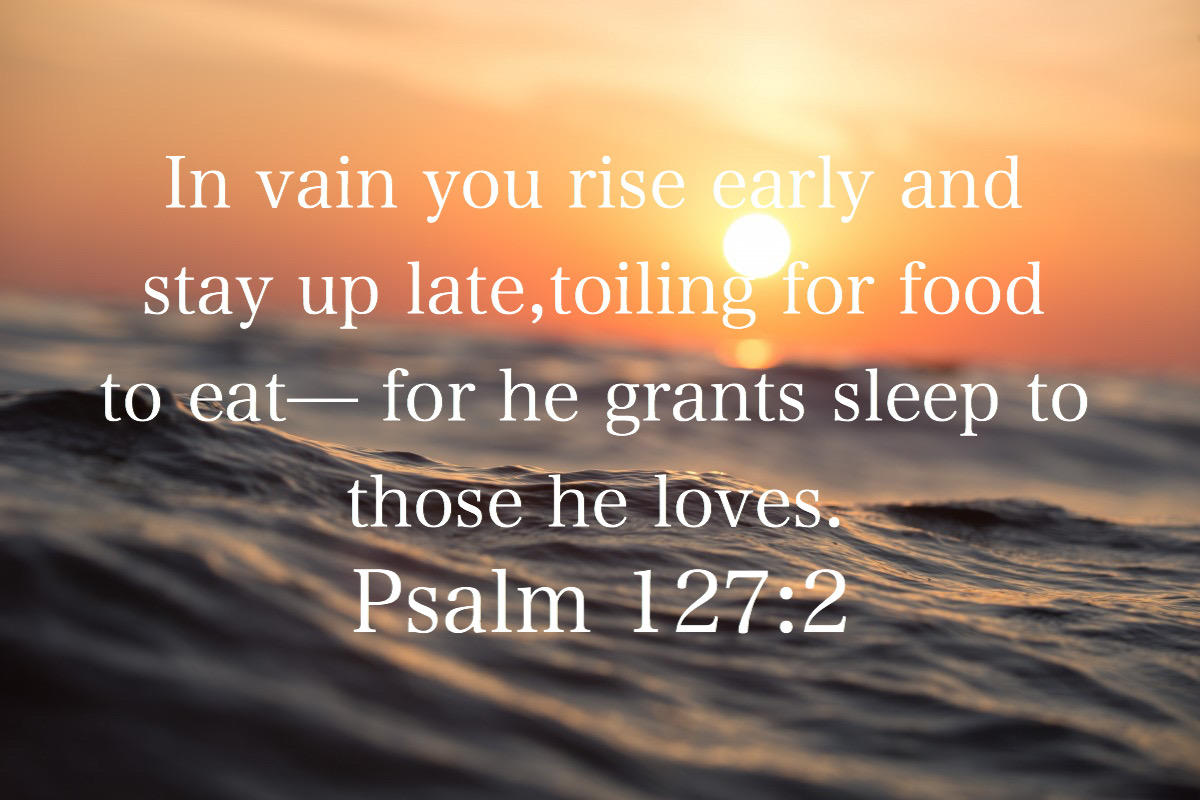 In vain you rise early and
stay up late,toiling for food
to eat— for he grants sleep to
those he loves.
Psalm 127:2